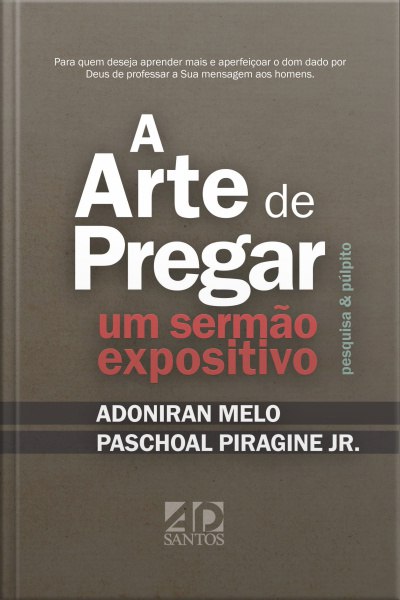 Para quem deseja aprender mais e aperfeiçoar o dom dado por
Deus de professar a Sua mensagem aos homens.
A
Arte de
Pregar
um sermão
expositivo
pesquisa & púlpito
ADONIRAN MELO
PASCHOAL PIRAGINE JR.
AD
SANTOS